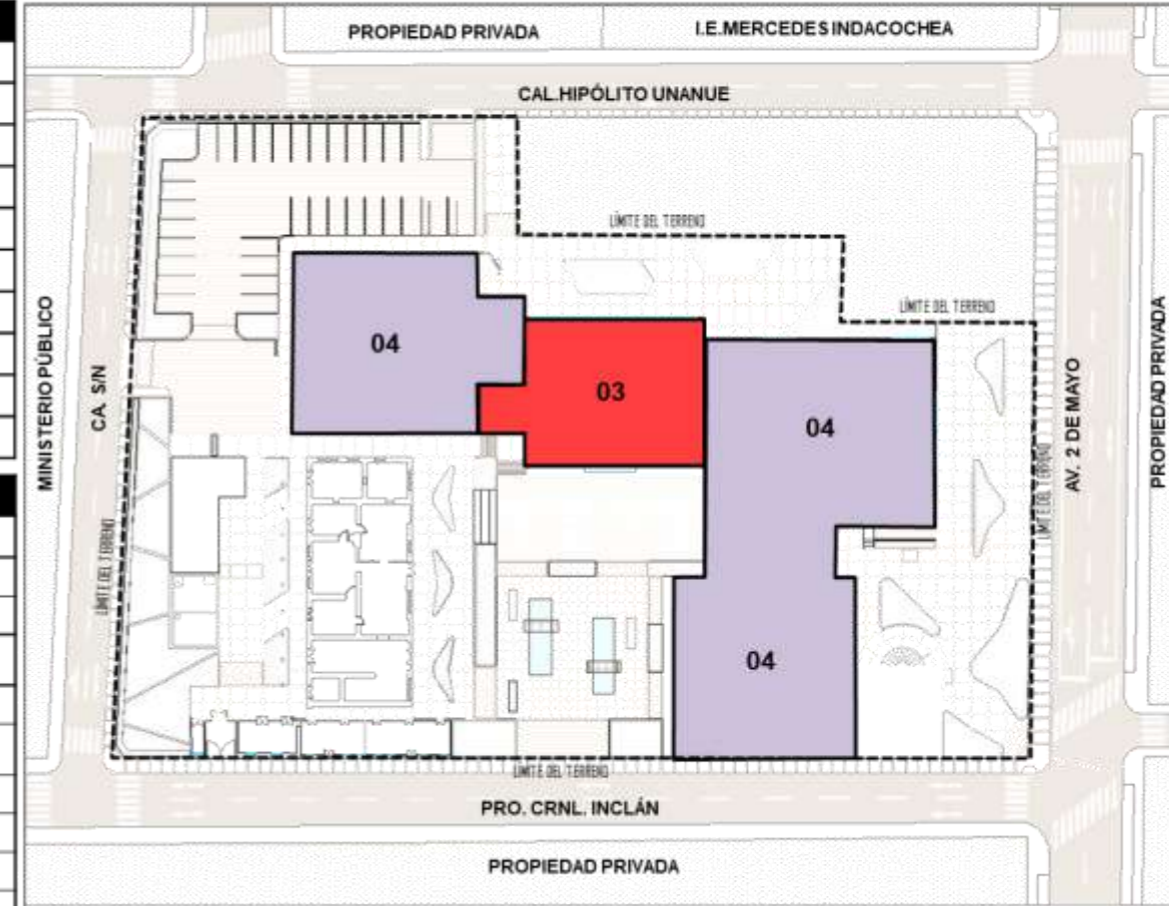 PROPIEDAD PRIVADA
I.E.MERCEDES INDACOCHEA
CAL.HIPÓLITO UNANUE
LÍMITE DEL TERRENO
LÍMITE DEL TERRENO
MINISTERIO PÚBLICO
CA. S/N
04
03
04
AV. 2 DE MAYO
PROPIEDAD PRIVADA
LÍMITE DEL TERRENO
LÍMITE DEL TERRENO
04
LÍMITE DEL TERRENO
PRO. CRNL. INCLÁN
PROPIEDAD PRIVADA